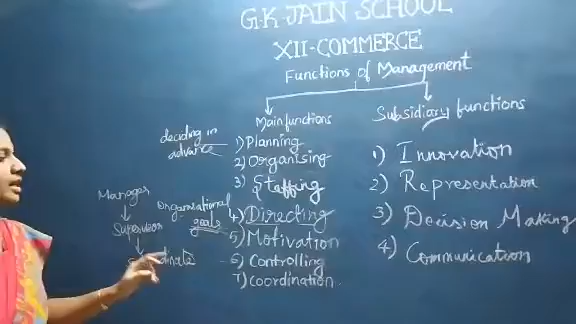 G.K.JAIN SCHOOL
XII-COMMERCE
Functions of Management
Main functions
1) Planning
2) Organising
3) Staffing
4) Directing
5) Motivation
6) Controlling
7) Coordination
Subsidiary functions
1) Innovation
2) Representation
3) Decision Making
4) Communication
deciding in
advance
Organisational
goals
Manager
Supervisor